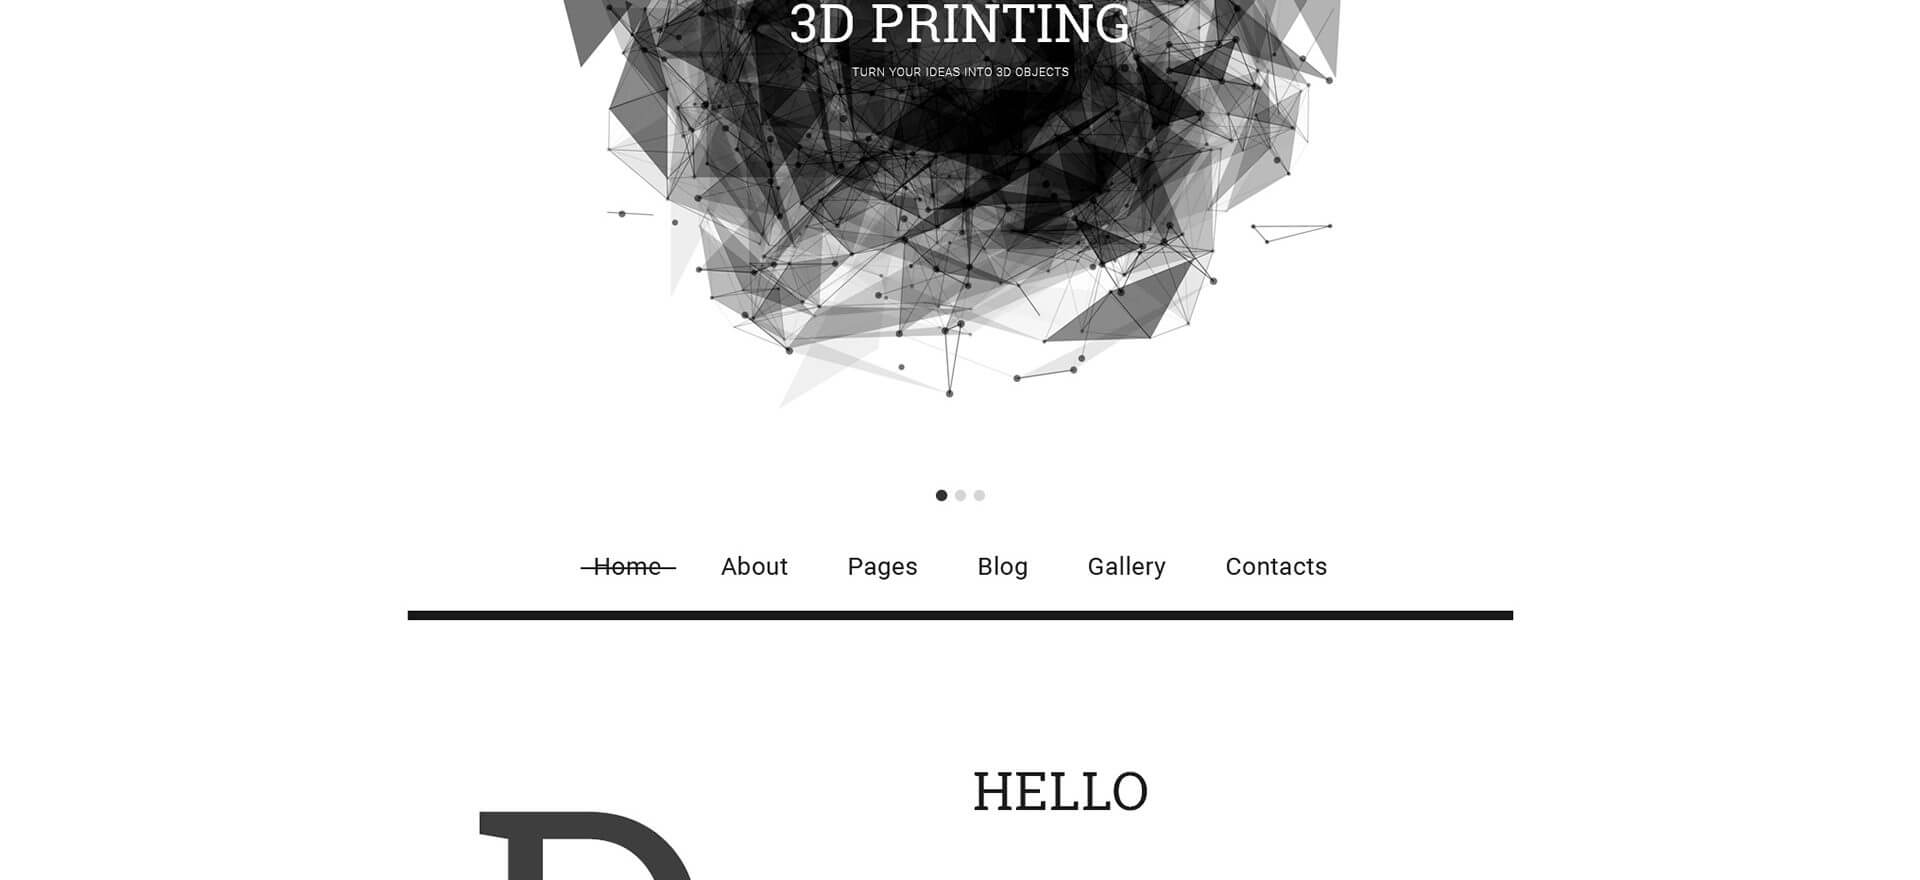 3D PRINTING
TURN YOUR IDEAS INTO 3D OBJECTS
Home About Pages Blog Gallery Contacts
HELLO